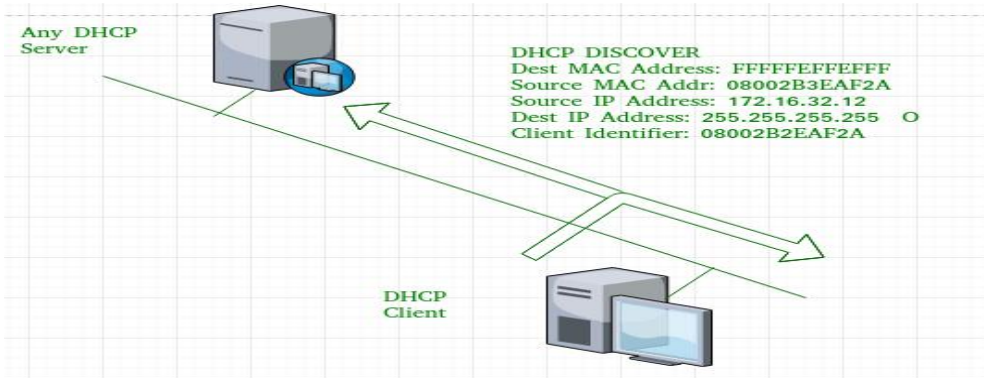 Any DHCP
Server
DHCP DISCOVER
Dest MAC Address: FFFFFEFFEFFF
Source MAC Addr: 08002B3EAF2A
Source IP Address: 172.16.32.12
Dest IP Address: 255.255.255.255 O
Client Identifier: 08002B2EAF2A
DHCP
Client